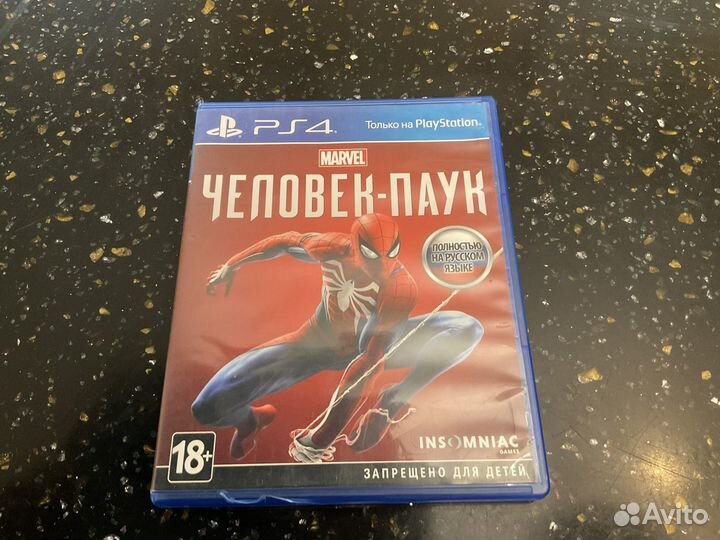 PS4
Только на PlayStation
MARVEL
ЧЕЛОВЕК-ПАУК
ПОЛНОСТЬЮ
НА РУССКОМ
ЯЗЫКЕ
INSOMNIAC
GAMES
18+
ЗАПРЕЩЕНО ДЛЯ ДЕТЕЙ
Avito